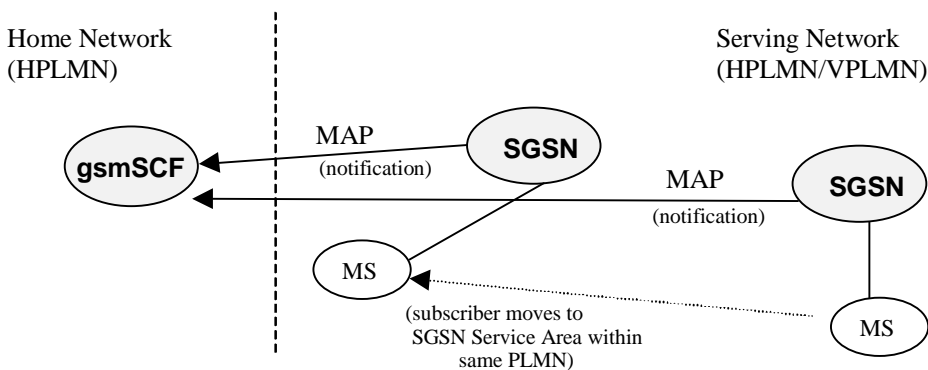 Home Network
(HPLMN)
Serving Network
(HPLMN/VPLMN)
MAP
(notification)
SGSN
gsmSCF
MAP
(notification)
SGSN
MS
(subscriber moves to
SGSN Service Area within
same PLMN)
MS